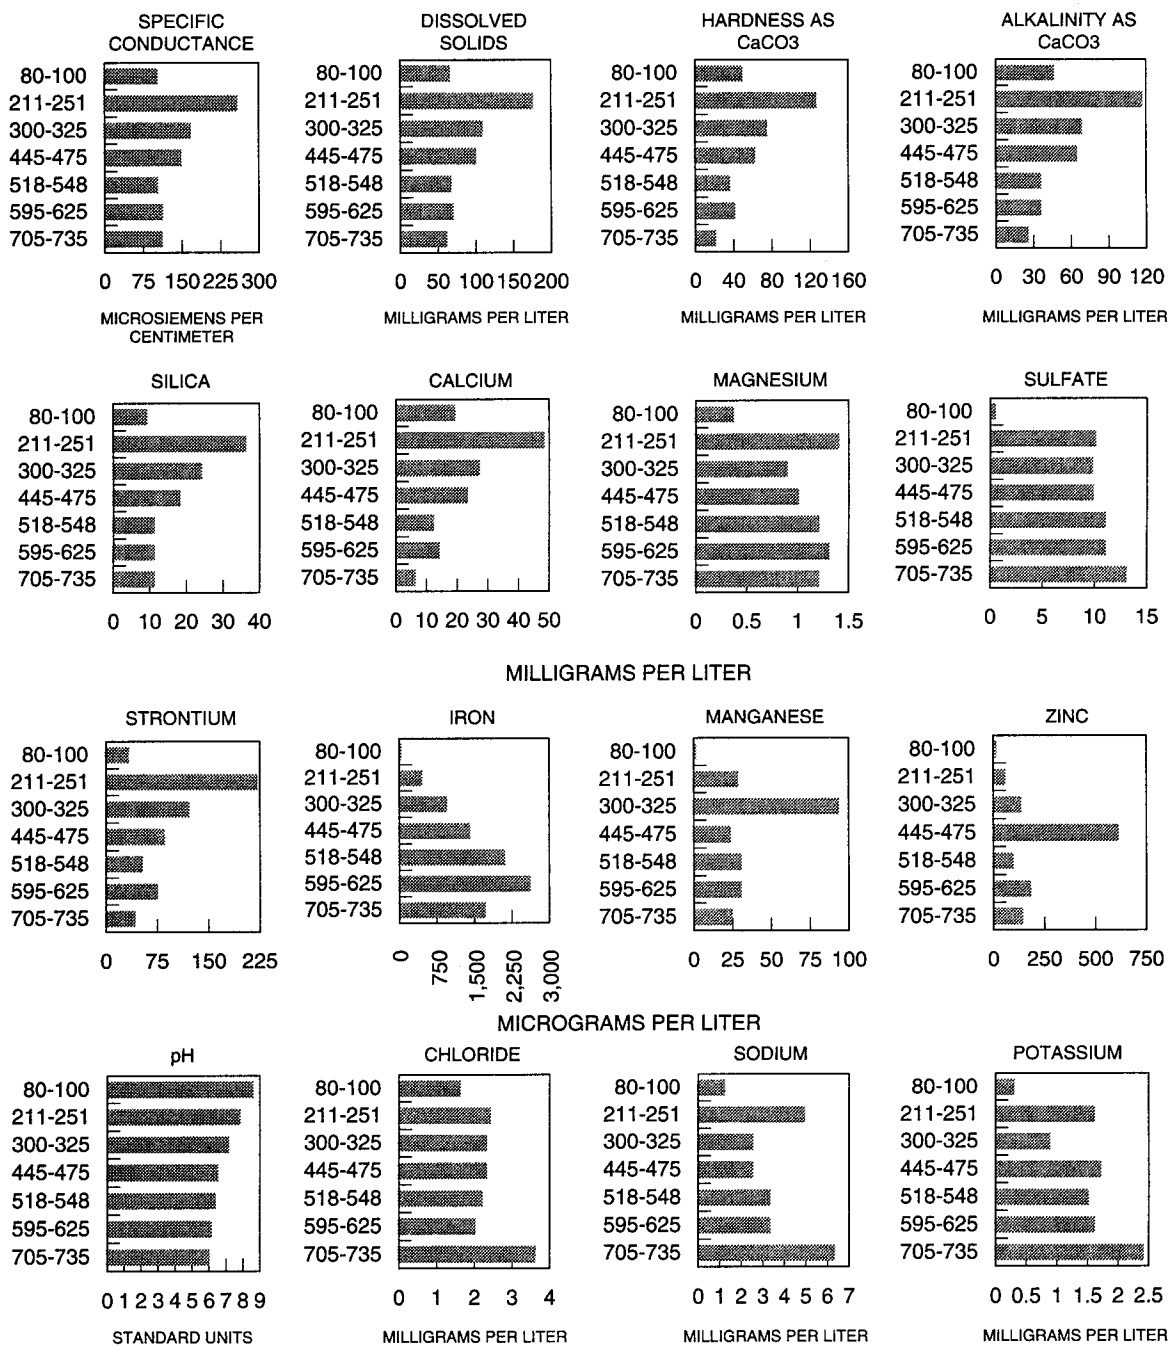 SPECIFIC
CONDUCTANCE
80-100
211-251
300-325
445-475
518-548
595-625
705-735
0 75 150 225 300
MICROSIEMENS PER
CENTIMETER
DISSOLVED
SOLIDS
80-100
211-251
300-325
445-475
518-548
595-625
705-735
0 50 100 150 200
MILLIGRAMS PER LITER
HARDNESS AS
CaCO3
80-100
211-251
300-325
445-475
518-548
595-625
705-735
0 40 80 120 160
MILLIGRAMS PER LITER
ALKALINITY AS
CaCO3
80-100
211-251
300-325
445-475
518-548
595-625
705-735
0 30 60 90 120
MILLIGRAMS PER LITER
SILICA
80-100
211-251
300-325
445-475
518-548
595-625
705-735
0 10 20 30 40
CALCIUM
80-100
211-251
300-325
445-475
518-548
595-625
705-735
0 10 20 30 40 50
MAGNESIUM
80-100
211-251
300-325
445-475
518-548
595-625
705-735
0 0.5 1 1.5
SULFATE
80-100
211-251
300-325
445-475
518-548
595-625
705-735
0 5 10 15
MILLIGRAMS PER LITER
STRONTIUM
80-100
211-251
300-325
445-475
518-548
595-625
705-735
0 75 150 225
IRON
80-100
211-251
300-325
445-475
518-548
595-625
705-735
0 750 1,500 2,250 3,000
MANGANESE
80-100
211-251
300-325
445-475
518-548
595-625
705-735
0 25 50 75 100
ZINC
80-100
211-251
300-325
445-475
518-548
595-625
705-735
0 250 500 750
MICROGRAMS PER LITER
pH
80-100
211-251
300-325
445-475
518-548
595-625
705-735
0 1 2 3 4 5 6 7 8 9
STANDARD UNITS
CHLORIDE
80-100
211-251
300-325
445-475
518-548
595-625
705-735
0 1 2 3 4
MILLIGRAMS PER LITER
SODIUM
80-100
211-251
300-325
445-475
518-548
595-625
705-735
0 1 2 3 4 5 6 7
MILLIGRAMS PER LITER
POTASSIUM
80-100
211-251
300-325
445-475
518-548
595-625
705-735
0 0.5 1 1.5 2 2.5
MILLIGRAMS PER LITER